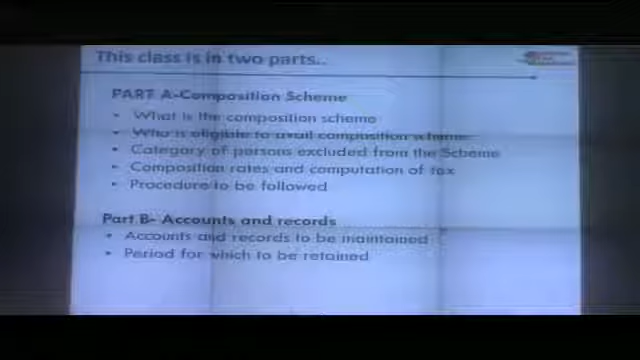 This class is in two parts..
PART A-Composition Scheme
• What is the composition scheme
• Who is eligible to avail composition scheme
• Category of persons excluded from the Scheme
• Composition rates and computation of tax
• Procedure to be followed
Part B- Accounts and records
• Accounts and records to be maintained
• Period for which to be retained